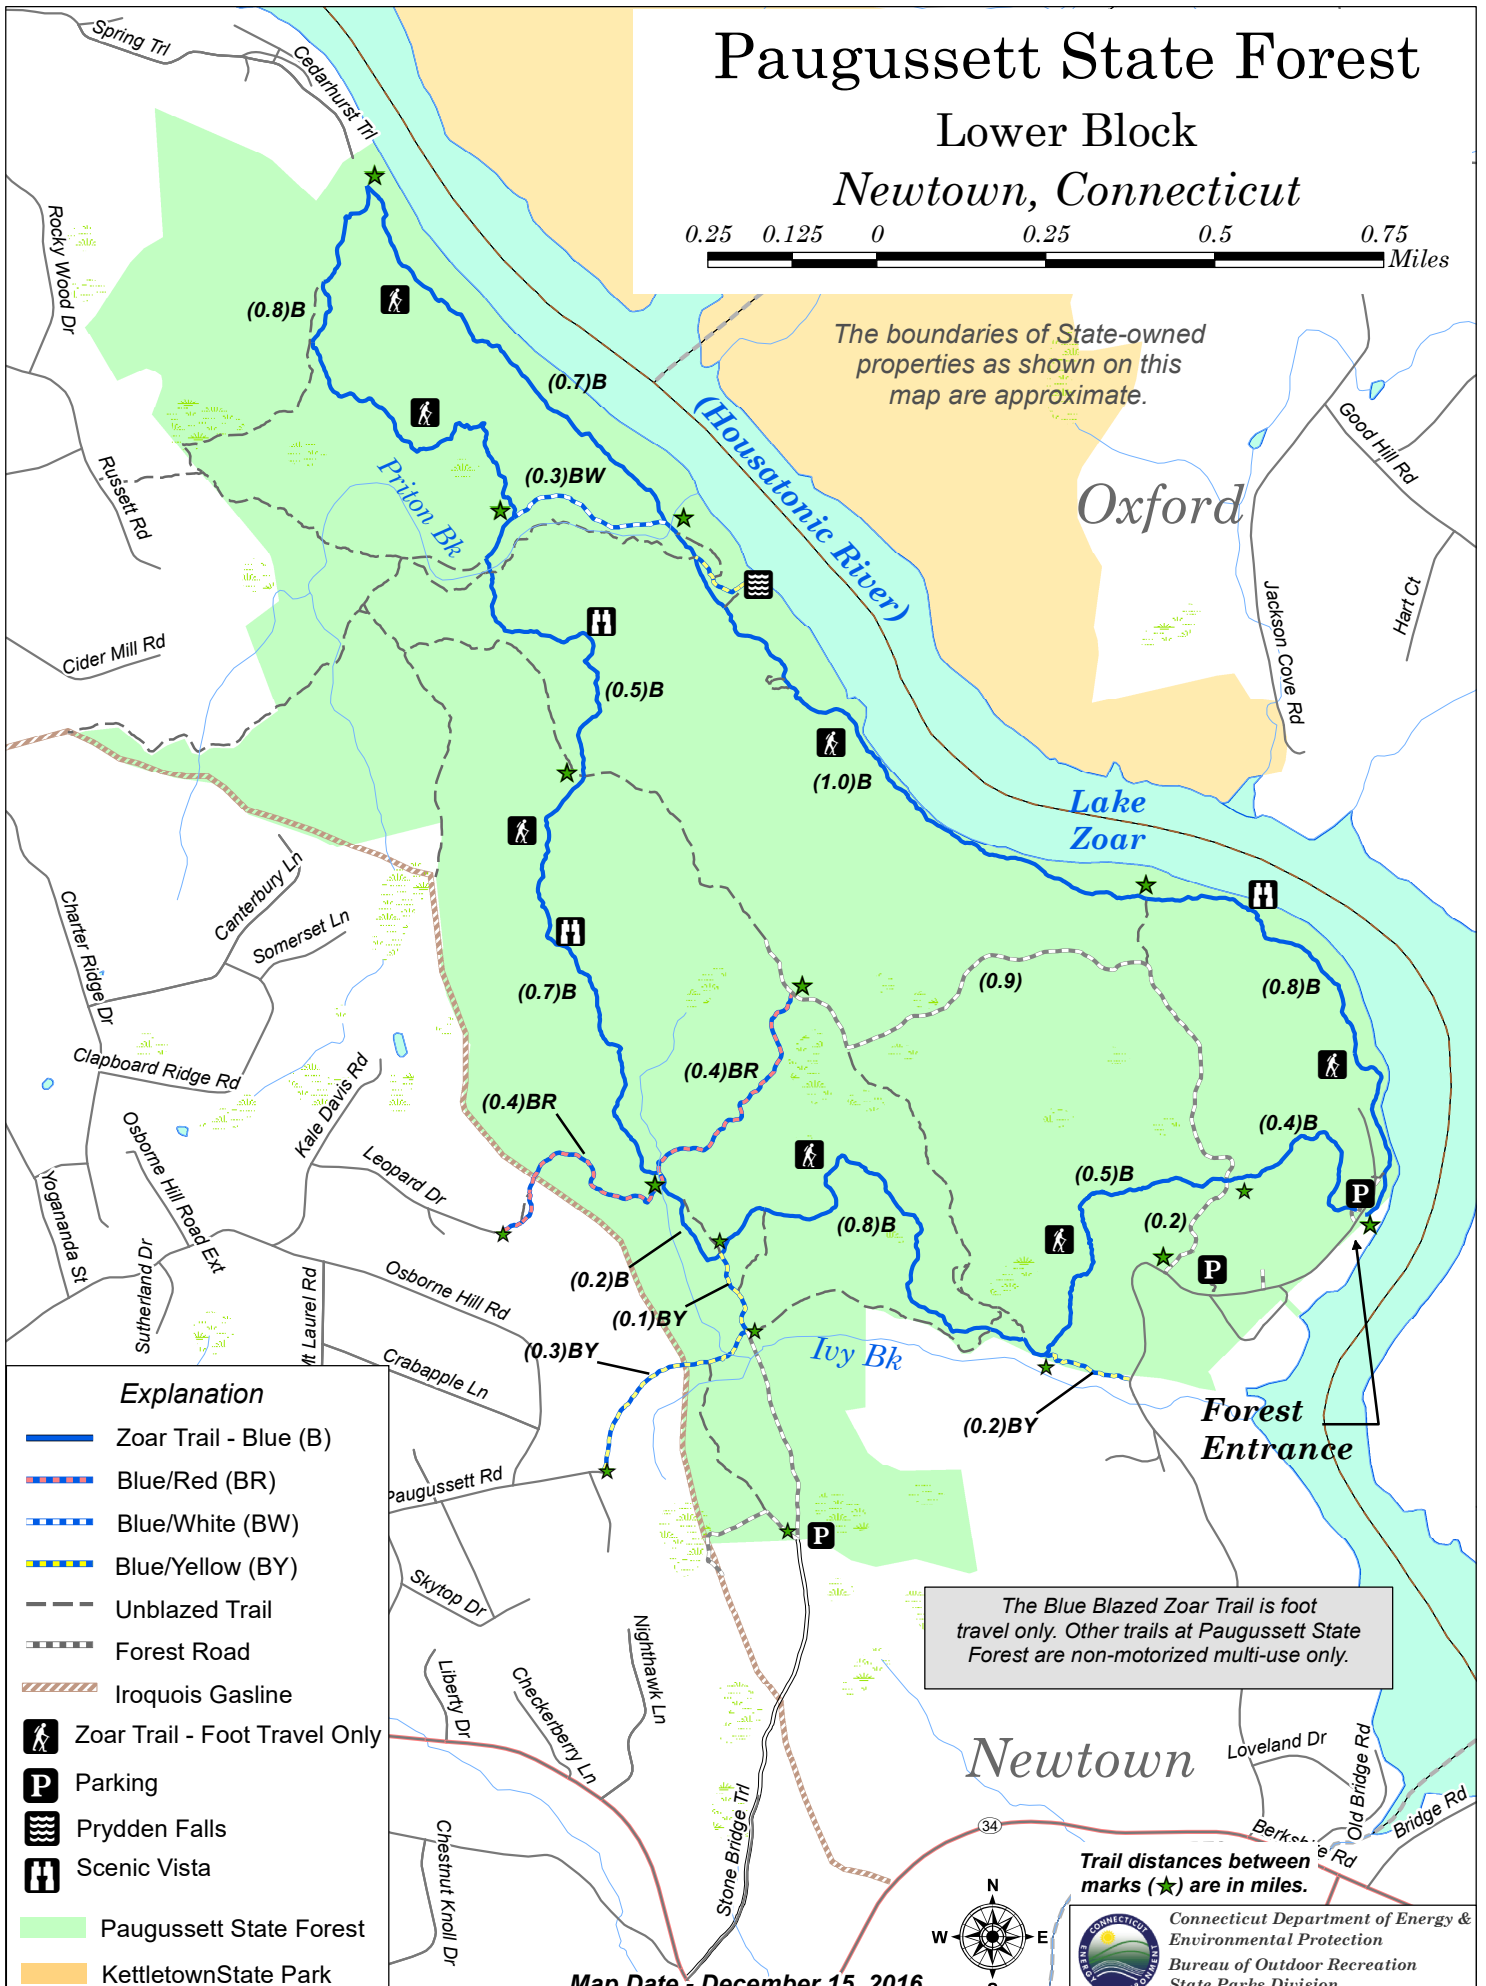 Paugussett State Forest
Lower Block
Newtown, Connecticut
0.25 0.125 0 0.25 0.5 0.75
Miles
The boundaries of State-owned
properties as shown on this
map are approximate.
Spring Trl
Cedarhurst Trl
Rocky Wood Dr
(0.8)B
(0.7)B
(Housatonic River)
Good Hill Rd
Russett Rd
Priton Bk
(0.3)BW
Oxford
Jackson Cove Rd
Hart Ct
Cider Mill Rd
(0.5)B
(1.0)B
Lake
Zoar
Canterbury Ln
Somerset Ln
Charter Ridge Dr
(0.7)B
(0.9)
(0.8)B
Clapboard Ridge Rd
Kale Davis Rd
(0.4)BR
(0.4)BR
(0.4)B
Osborne Hill Road Ext
Leopard Dr
(0.5)B
P
Yogananda St
(0.8)B
(0.2)
P
Sutherland Dr
Mt Laurel Rd
Osborne Hill Rd
(0.2)B
(0.1)BY
(0.3)BY
Ivy Bk
Crabapple Ln
(0.2)BY
Forest
Entrance
Paugussett Rd
P
Skytop Dr
Explanation
Zoar Trail - Blue (B)
Blue/Red (BR)
Blue/White (BW)
Blue/Yellow (BY)
Unblazed Trail
Forest Road
Iroquois Gasline
Zoar Trail - Foot Travel Only
P Parking
Prydden Falls
Scenic Vista
Paugussett State Forest
KettletownState Park
The Blue Blazed Zoar Trail is foot
travel only. Other trails at Paugussett State
Forest are non-motorized multi-use only.
Liberty Dr
Checkerberry Ln
Nighthawk Ln
Newtown
Loveland Dr
Old Bridge Rd
Bridge Rd
Stone Bridge Trl
34
Chestnut Knoll Dr
Trail distances between
marks ( ) are in miles.
N
W E
Connecticut Department of Energy &
Environmental Protection
Bureau of Outdoor Recreation
State Parks Division
CONNECTICUT
Map Date - December 15, 2016